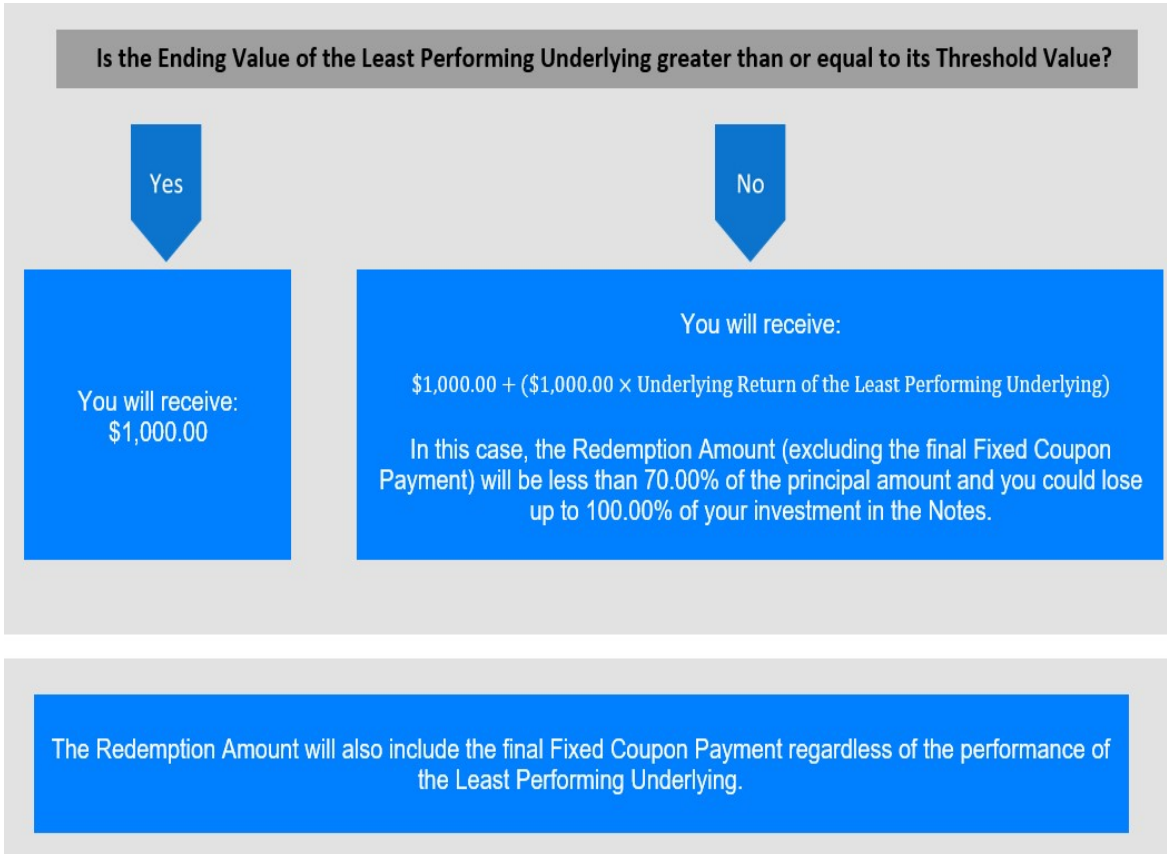 Is the Ending Value of the Least Performing Underlying greater than or equal to its Threshold Value?
Yes
No
You will receive:
$1,000.00
You will receive:
$1,000.00 + ($1,000.00 × Underlying Return of the Least Performing Underlying)
In this case, the Redemption Amount (excluding the final Fixed Coupon
Payment) will be less than 70.00% of the principal amount and you could lose
up to 100.00% of your investment in the Notes.
The Redemption Amount will also include the final Fixed Coupon Payment regardless of the performance of
the Least Performing Underlying.